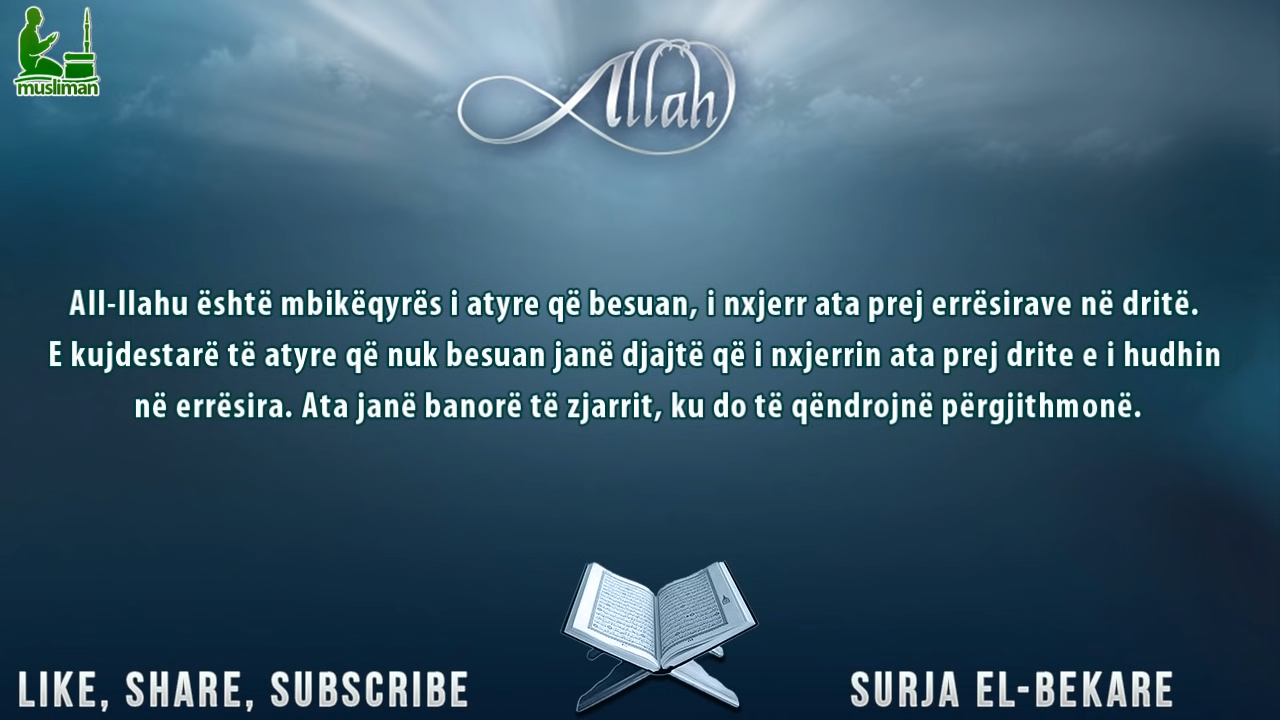 musliman
Allah
All-llahu është mbikëqyrës i atyre që besuan, i nxjerr ata prej errësirave në dritë.
E kujdestarë të atyre që nuk besuan janë djajtë që i nxjerrin ata prej drite e i hudhin
në errësira. Ata janë banorë të zjarrit, ku do të qëndrojnë përgjithmonë.
LIKE, SHARE, SUBSCRIBE
SURJA EL-BEKARE